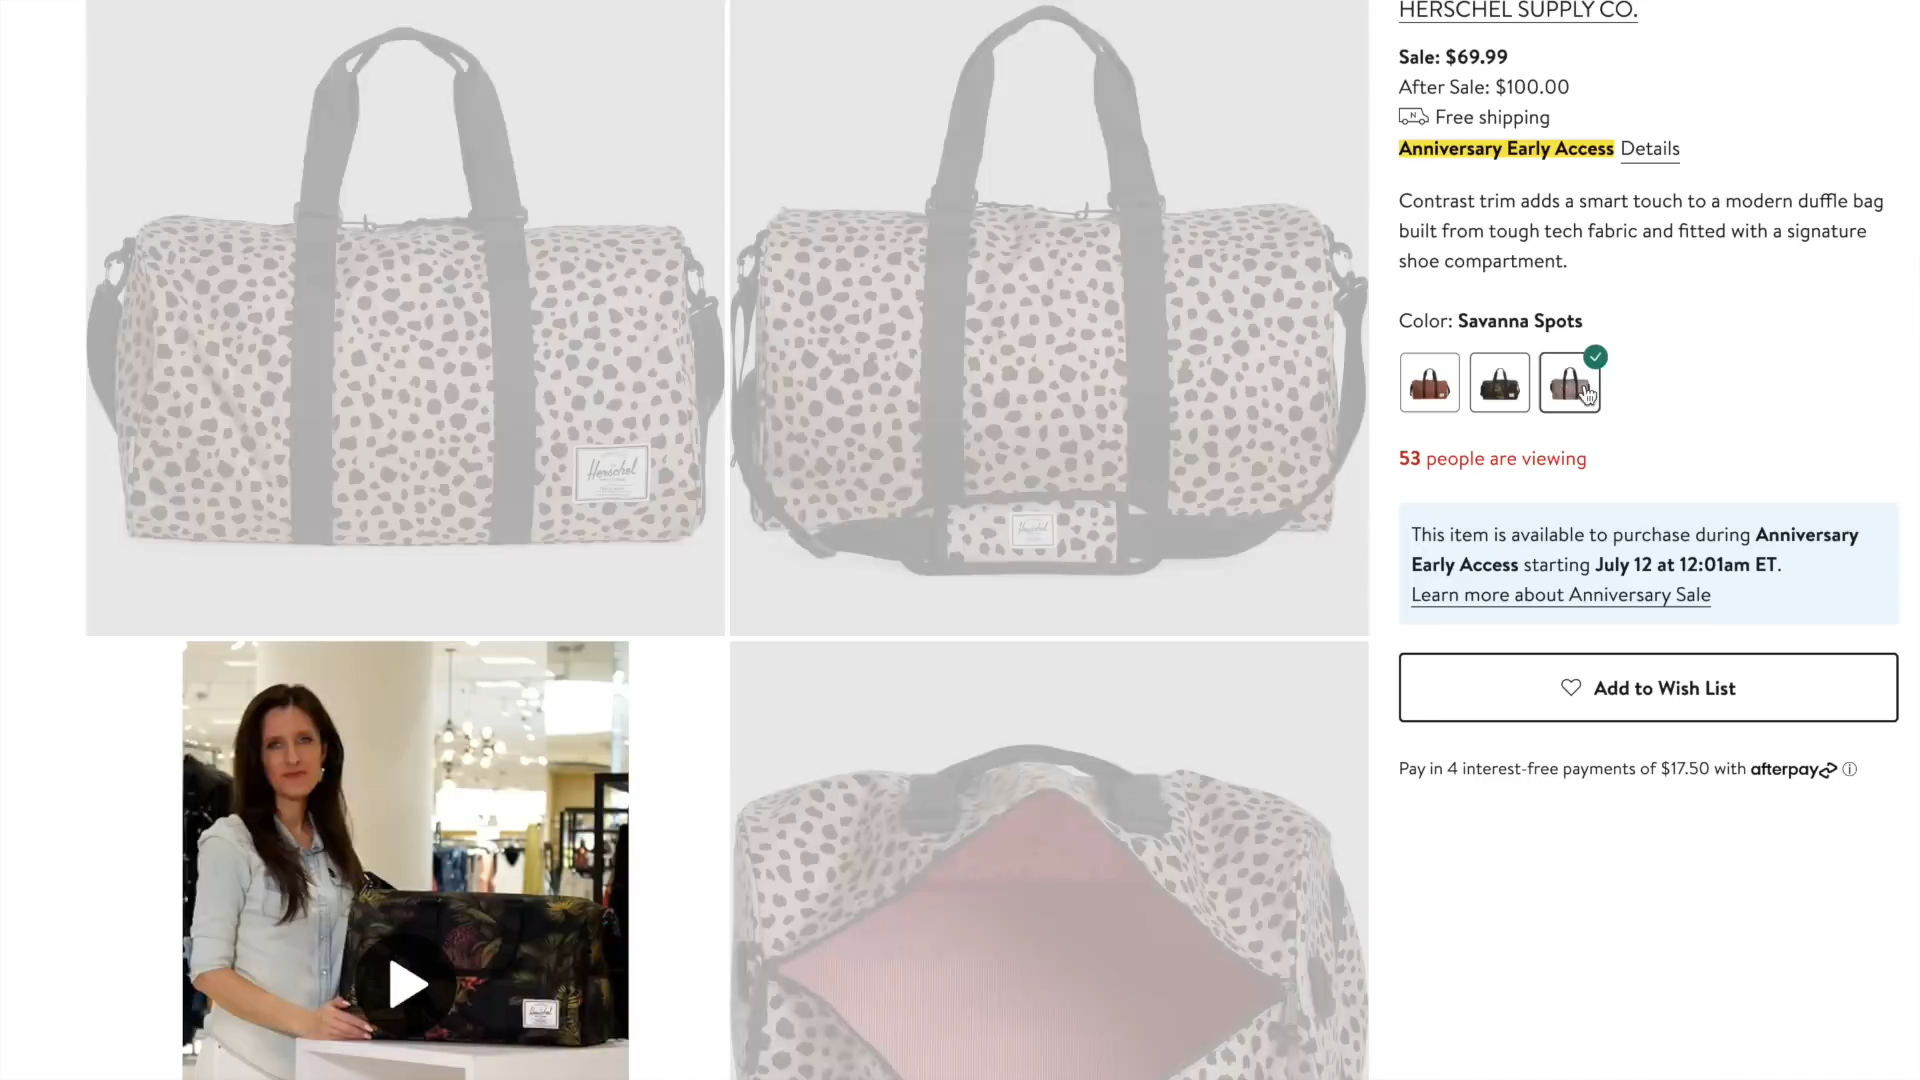 HERSCHEL SUPPLY CO.
Sale: $69.99
After Sale: $100.00
N
Free shipping
Anniversary Early Access Details
Contrast trim adds a smart touch to a modern duffle bag
built from tough tech fabric and fitted with a signature
shoe compartment.
Color: Savanna Spots
53 people are viewing
This item is available to purchase during Anniversary
Early Access starting July 12 at 12:01am ET.
Learn more about Anniversary Sale
Add to Wish List
Pay in 4 interest-free payments of $17.50 with afterpay
Herschel
Herschel
Herschel